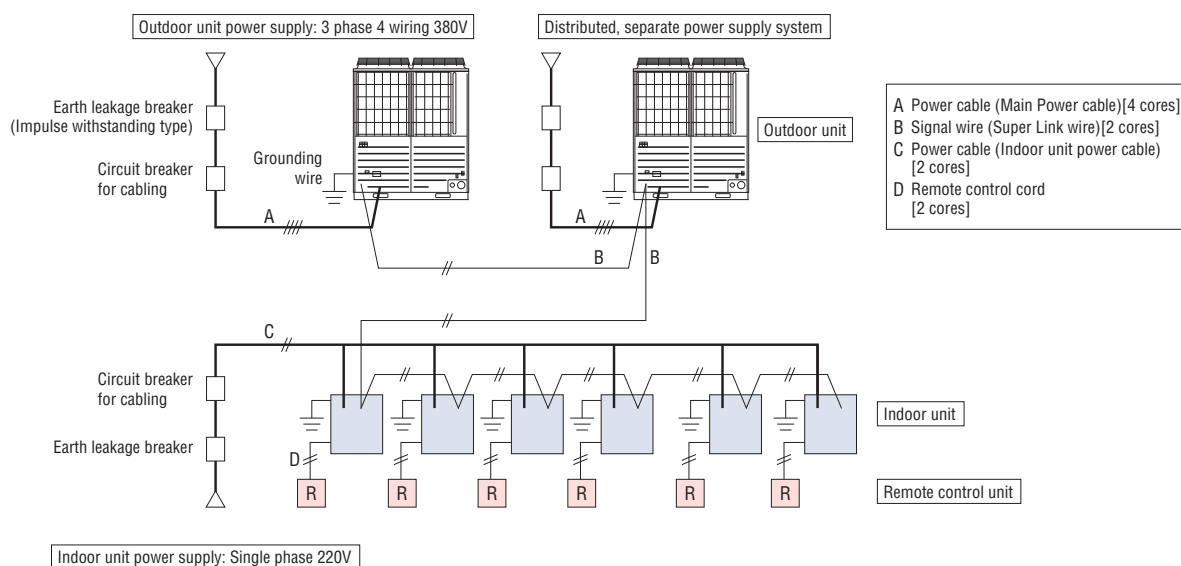 Outdoor unit power supply: 3 phase 4 wiring 380V
Distributed, separate power supply system
Earth leakage breaker
(Impulse withstanding type)
Circuit breaker
for cabling
Grounding
wire
Outdoor unit
A Power cable (Main Power cable)[4 cores]
B Signal wire (Super Link wire)[2 cores]
C Power cable (Indoor unit power cable)
[2 cores]
D Remote control cord
[2 cores]
A
A
B
B
C
Circuit breaker
for cabling
Earth leakage breaker
Indoor unit
D
R
R
R
R
R
R
Remote control unit
Indoor unit power supply: Single phase 220V